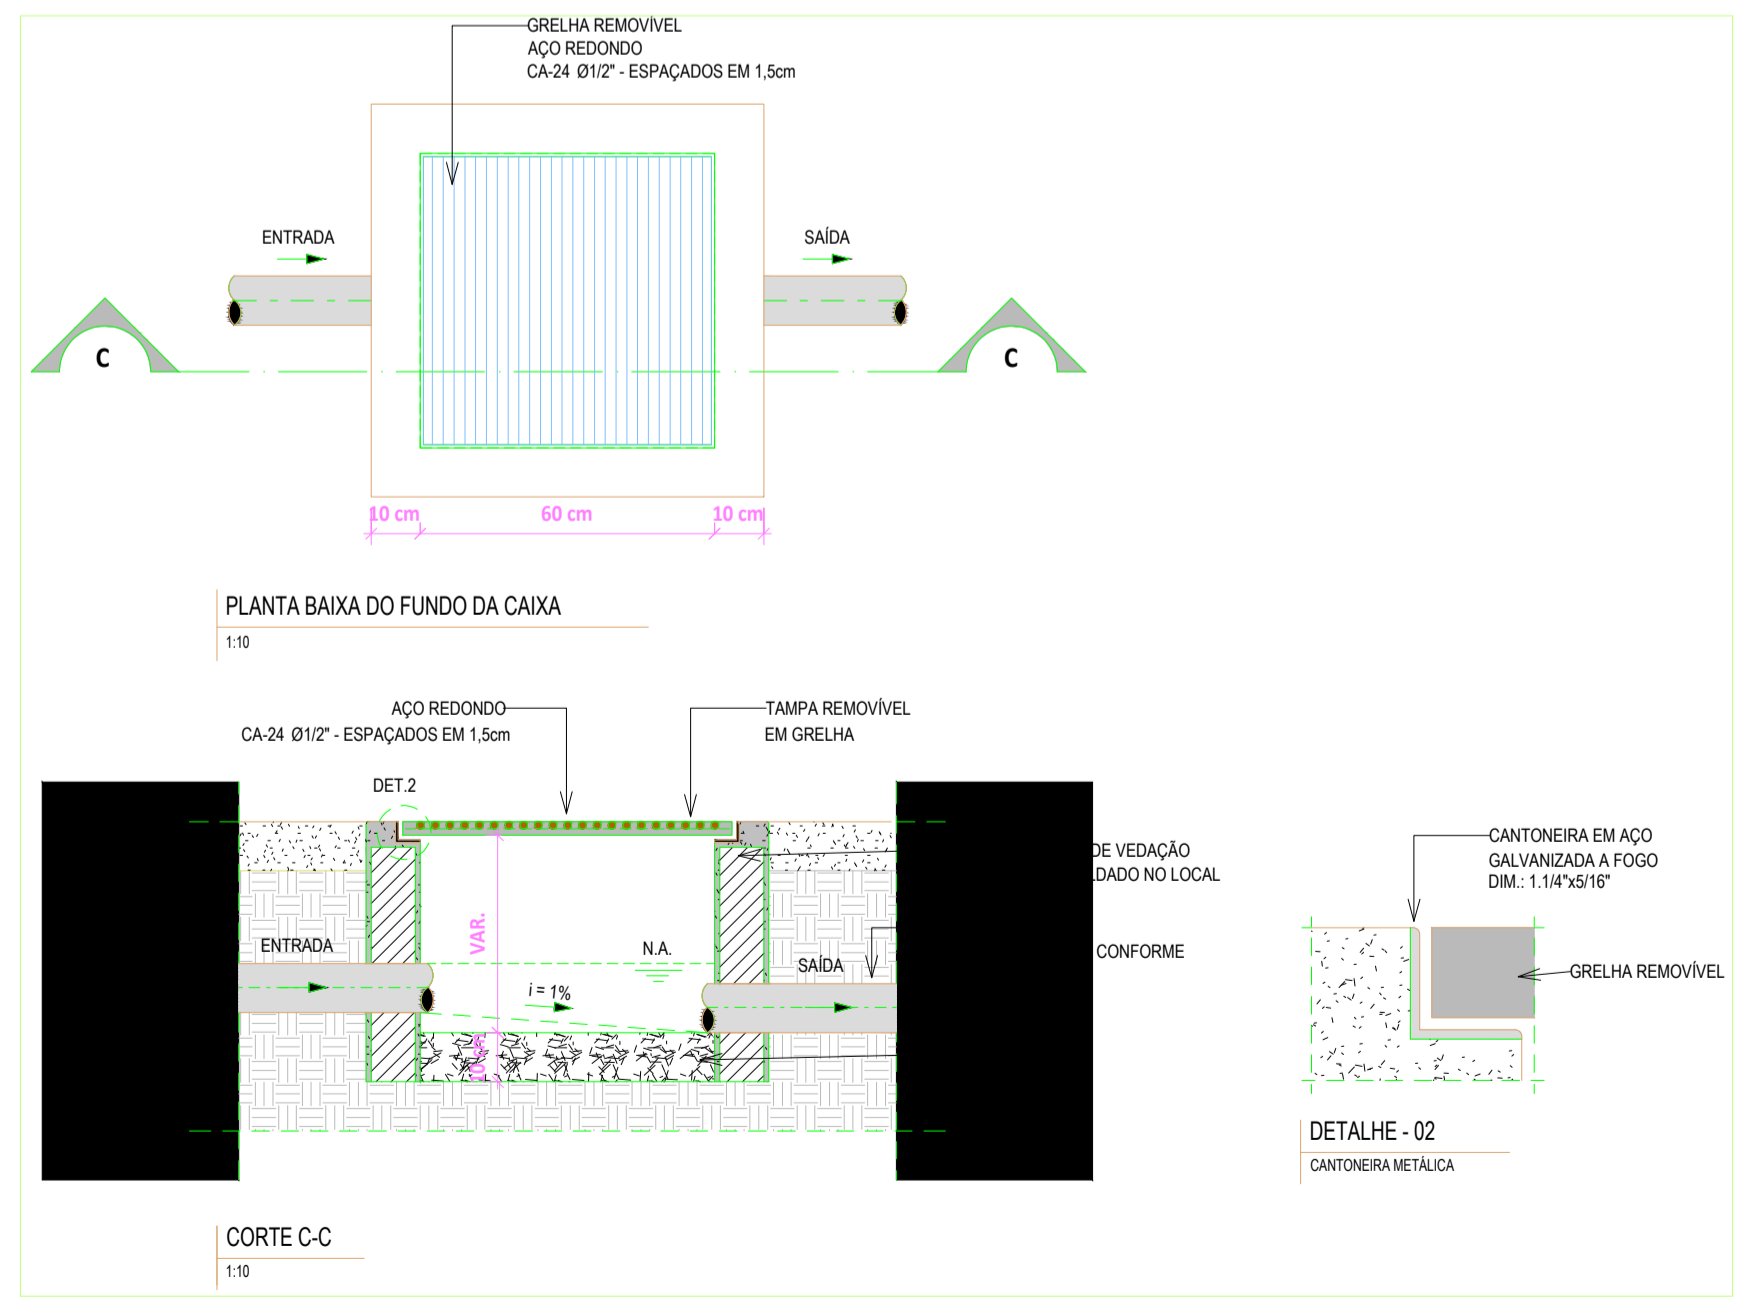 GRELHA REMOVÍVEL
AÇO REDONDO
CA-24 Ø1/2" - ESPAÇADOS EM 1,5cm
ENTRADA
SAÍDA
C
C
10 cm
60 cm
10 cm
PLANTA BAIXA DO FUNDO DA CAIXA
1:10
AÇO REDONDO
CA-24 Ø1/2" - ESPAÇADOS EM 1,5cm
TAMPA REMOVÍVEL
EM GRELHA
DET.2
DE VEDAÇÃO
LDADO NO LOCAL
CONFORME
ENTRADA
VAR.
N.A.
SAÍDA
i = 1%
10 cm
CORTE C-C
1:10
CANTONEIRA EM AÇO
GALVANIZADA A FOGO
DIM.: 1.1/4"x5/16"
GRELHA REMOVÍVEL
DETALHE - 02
CANTONEIRA METÁLICA